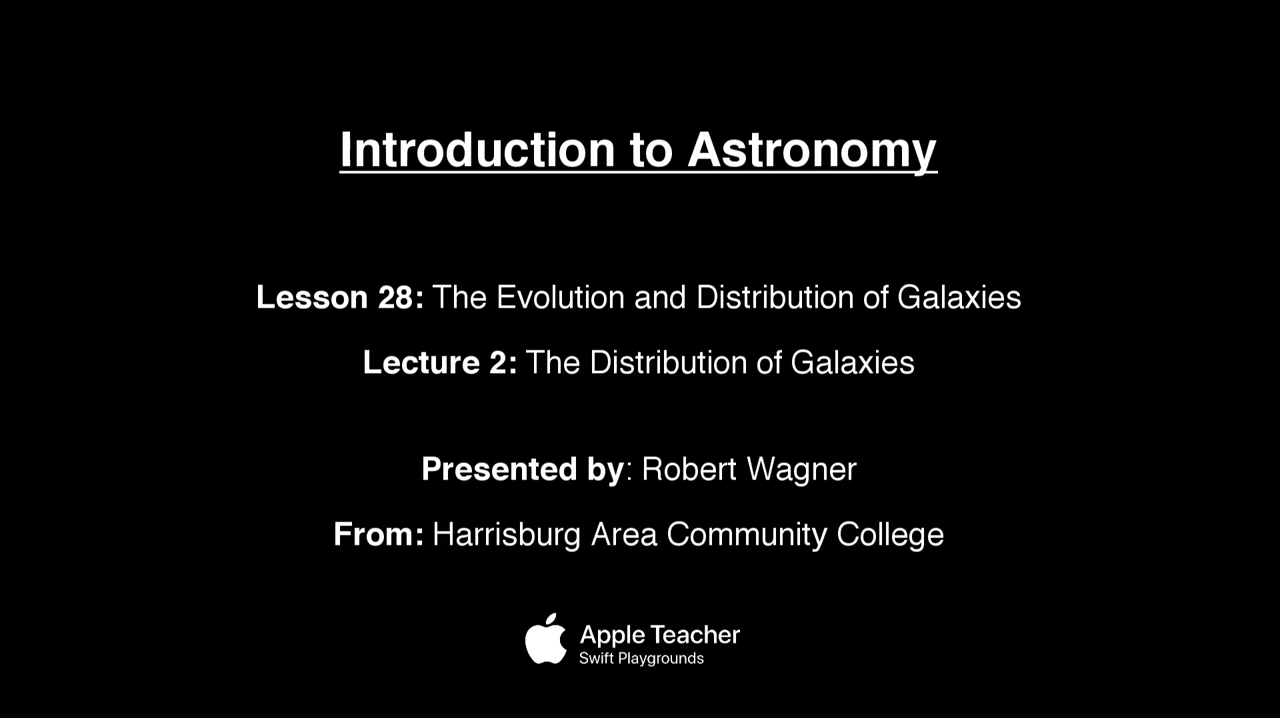 Introduction to Astronomy
Lesson 28: The Evolution and Distribution of Galaxies
Lecture 2: The Distribution of Galaxies
Presented by: Robert Wagner
From: Harrisburg Area Community College
Apple Teacher
Swift Playgrounds